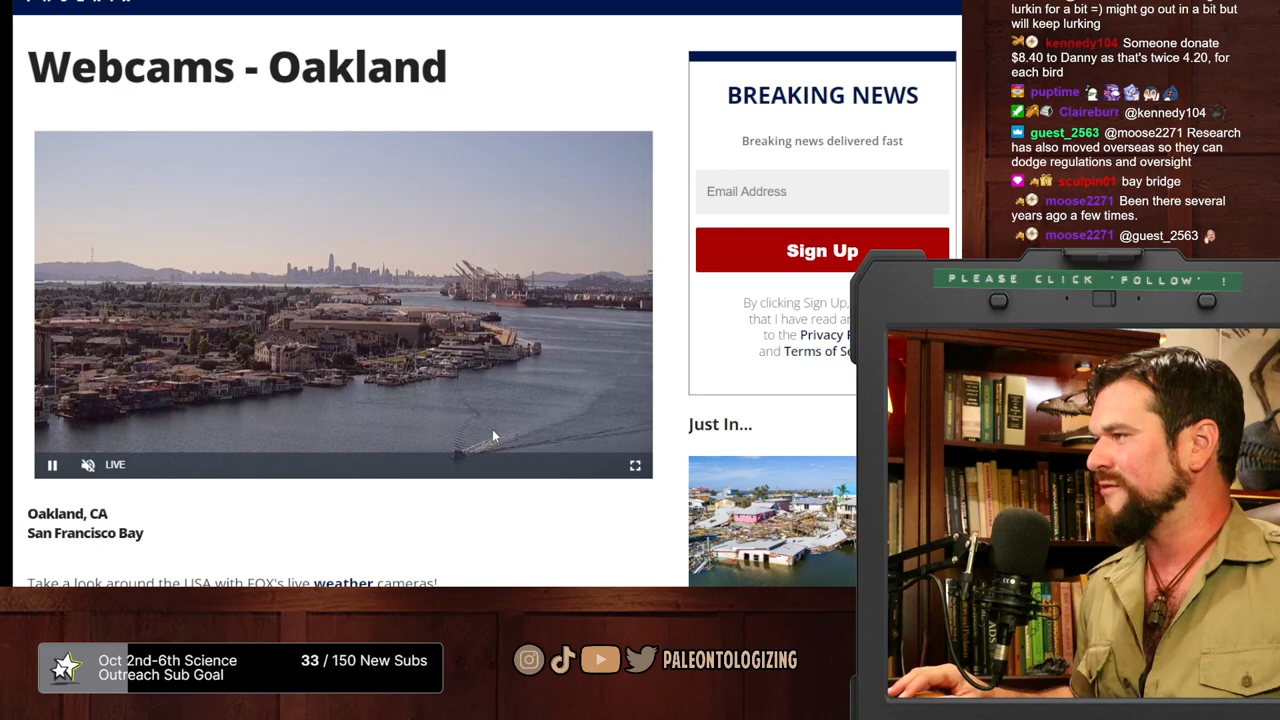 Webcams - Oakland
LIVE
Oakland, CA
San Francisco Bay
Take a look around the USA with FOX's live weather cameras!
BREAKING NEWS
Breaking news delivered fast
Email Address
Sign Up
By clicking Sign Up,
that I have read
to the Privacy
and Terms of Se
Just In...
lurkin for a bit =) might go out in a bit but
will keep lurking
kennedy104 Someone donate
$8.40 to Danny as that's twice 4.20, for
each bird
puptime
Claireburr @kennedy104
guest_2563 @moose2271 Research
has also moved overseas so they can
dodge regulations and oversight
sculpin01 bay bridge
moose2271 Been there several
years ago a few times.
moose2271 @guest_2563
PLEASE CLICK "FOLLOW" !
Oct 2nd-6th Science
Outreach Sub Goal
33 / 150 New Subs
PALEONTOLOGIZING